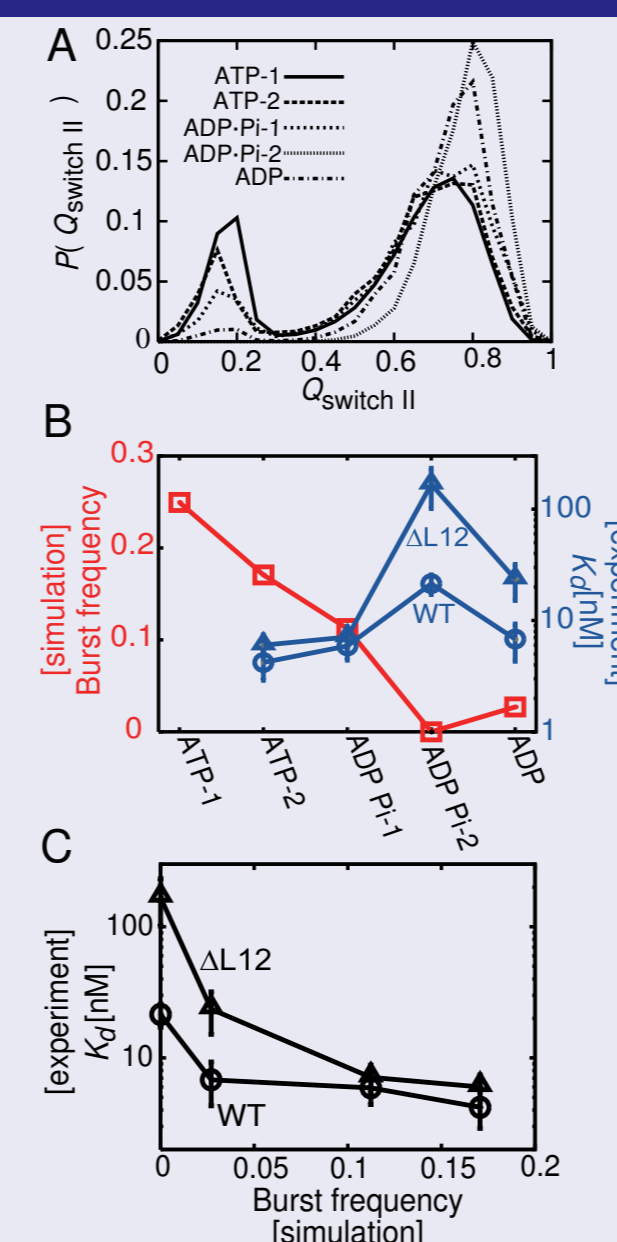 A
0.25
0.2
0.15
0.1
0.05
0
P( Q switch II )
ATP-1
ATP-2
ADP·Pi-1
ADP·Pi-2
ADP
0 0.2 0.4 0.6 0.8 1
Q switch II
B
[simulation]
Burst frequency
0.3
0.2
0.1
0
ΔL12
WT
100
10
1
Kd[nM]
ATP-1
ATP-2
ADP Pi-1
ADP Pi-2
ADP
C
[experiment]
Kd [nM]
100
10
ΔL12
WT
0 0.05 0.1 0.15 0.2
Burst frequency
[simulation]